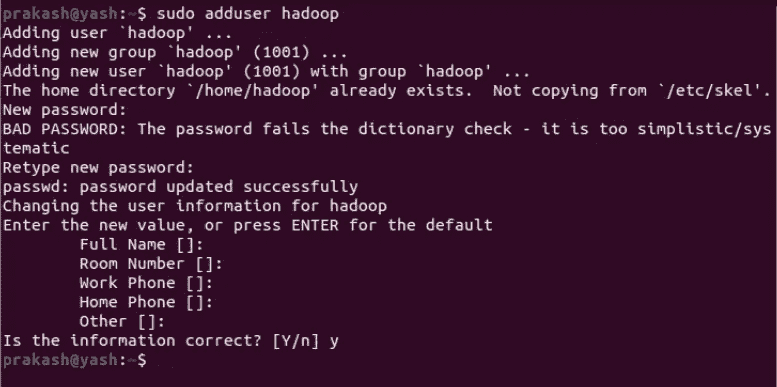 prakash@yash:~$ sudo adduser hadoop
Adding user `hadoop' ...
Adding new group `hadoop' (1001) ...
Adding new user `hadoop' (1001) with group `hadoop' ...
The home directory `/home/hadoop' already exists.  Not copying from `/etc/skel'.
New password:
BAD PASSWORD: The password fails the dictionary check - it is too simplistic/sys
tematic
Retype new password:
passwd: password updated successfully
Changing the user information for hadoop
Enter the new value, or press ENTER for the default
        Full Name []:
        Room Number []:
        Work Phone []:
        Home Phone []:
        Other []:
Is the information correct? [Y/n] y
prakash@yash:~$